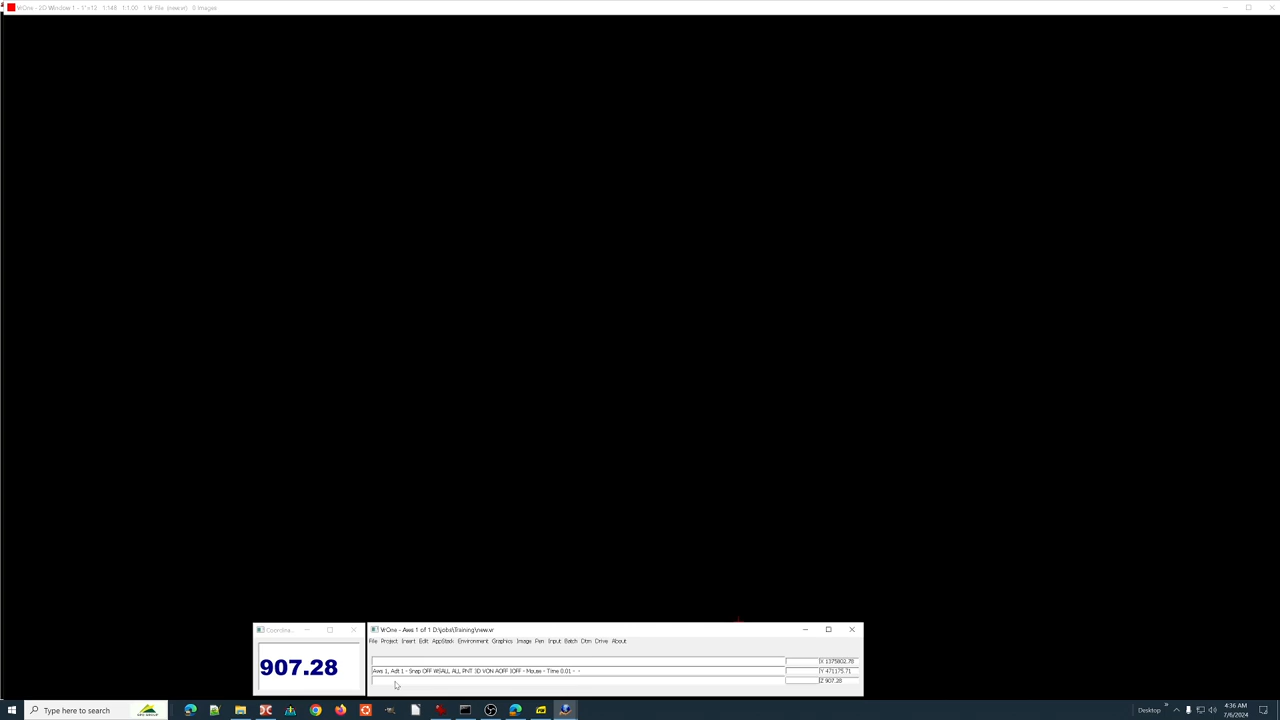 VrOne - 2D Window 1 - 1"=12 1:148 1:1.00 1 Vr File (new.vr) 0 Images
Coordina...
907.28
VrOne - Aws 1 of 1 D:\jobs\Training\new.vr
File Project Insert Edit AppStack Environment Graphics Image Pen Input Batch Dtm Drive About
X 1375802.78
Aws 1, Adt 1 - Snap OFF WSALL ALL PNT 3D VON AOFF IOFF - Mouse - Time 0.01 - -
Y 471175.71
Z 907.28
Type here to search
Desktop
4:36 AM
7/6/2024